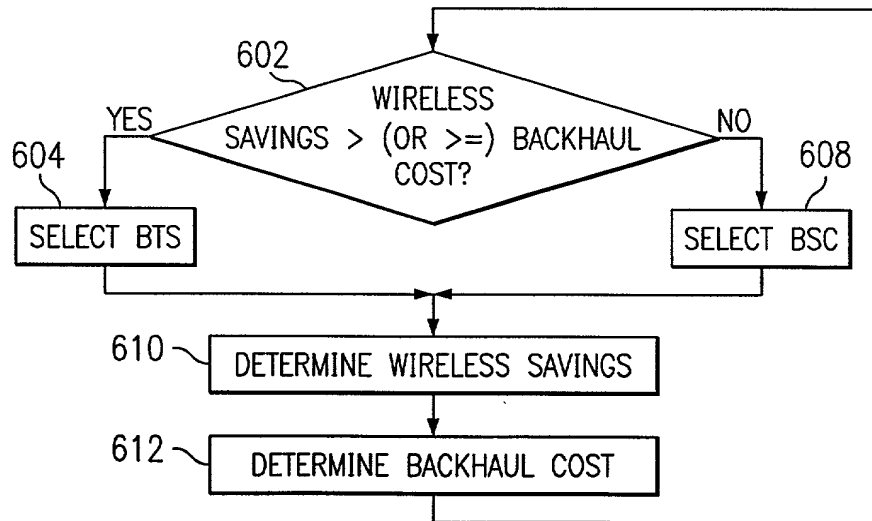 602
WIRELESS
SAVINGS > (OR >=) BACKHAUL
COST?
YES
NO
604
SELECT BTS
608
SELECT BSC
610
DETERMINE WIRELESS SAVINGS
612
DETERMINE BACKHAUL COST